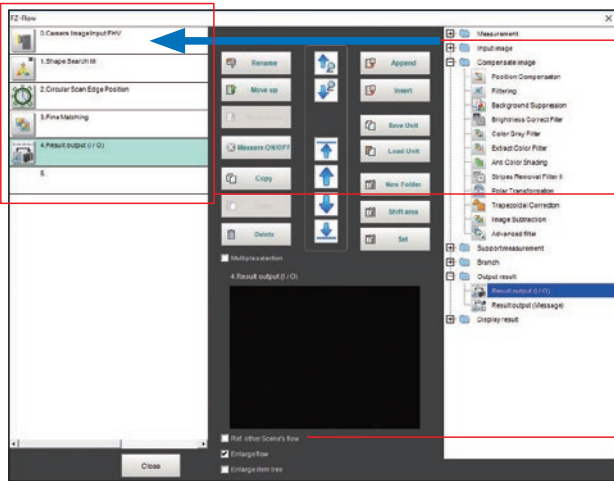 FZ-Flow
0.Camera Image Input FHV
1.Shape Search III
2.Circular Scan Edge Position
3.Fine Matching
4.Result output (I / O)
5.
Close
Rename
Move up
Measure ON/OFF
Copy
Delete
Append
Insert
Save Unit
Load Unit
New Folder
Shift area
Set
Multiple selection
4.Result output (I / O)
Ref. other Scene's flow
Enlarge flow
Enlarge item tree
Measurement
Input image
Compensate image
Position Compensation
Filtering
Background Suppression
Brightness Correct Filter
Color Gray Filter
Extract Color Filter
Anti Color Shading
Stripes Removal Filter II
Polar Transformation
Trapezoidal Correction
Image Subtraction
Advanced filter
Support measurement
Branch
Output result
Result output (I / O)
Result output (Message)
Display result